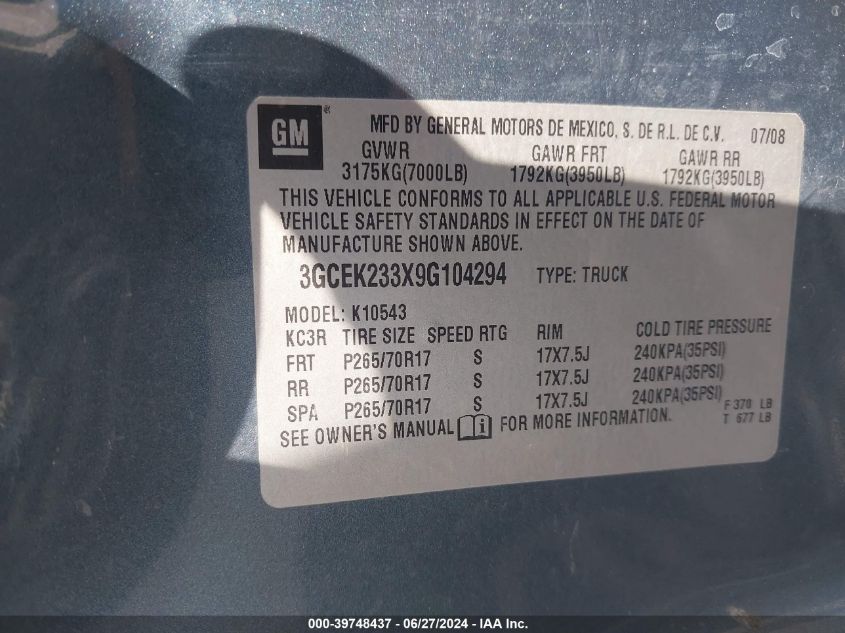 GM ®
MFD BY GENERAL MOTORS DE MEXICO, S. DE R.L. DE C.V. 07/08
GVWR GAWR FRT GAWR RR
3175KG(7000LB) 1792KG(3950LB) 1792KG(3950LB)
THIS VEHICLE CONFORMS TO ALL APPLICABLE U.S. FEDERAL MOTOR
VEHICLE SAFETY STANDARDS IN EFFECT ON THE DATE OF
MANUFACTURE SHOWN ABOVE.
3GCEK233X9G104294 TYPE: TRUCK
MODEL: K10543
KC3R TIRE SIZE SPEED RTG RIM COLD TIRE PRESSURE
FRT P265/70R17 S 17X7.5J 240KPA(35PSI)
RR P265/70R17 S 17X7.5J 240KPA(35PSI)
SPA P265/70R17 S 17X7.5J 240KPA(35PSI)
F 370 LB
SEE OWNER'S MANUAL i FOR MORE INFORMATION. T 677 LB
000-39748437 - 06/27/2024 - IAA Inc.